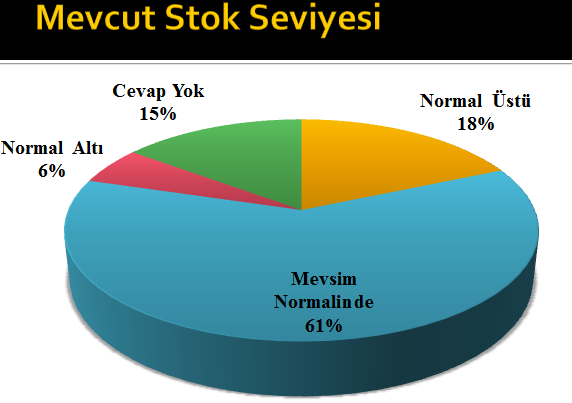 Mevcut Stok Seviyesi
Cevap Yok
15%
Normal Üstü
18%
Normal Altı
6%
Mevsim
Normalinde
61%